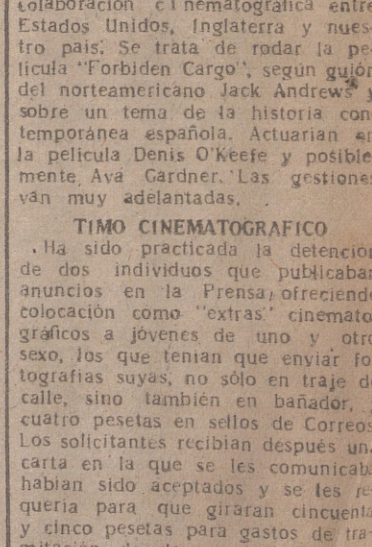 colaboración cinematográfica entre
Estados Unidos, Inglaterra y nues-
tro país. Se trata de rodar la pe-
lícula "Forbiden Cargo", según guión
del norteamericano Jack Andrews y
sobre un tema de la historia con-
temporánea española. Actuarian en
la película Denis O'Keefe y posible-
mente Ava Gardner. Las gestiones
van muy adelantadas.
TIMO CINEMATOGRAFICO
Ha sido practicada la detención
de dos individuos que publicaban
anuncios en la Prensa, ofreciendo
colocación como "extras" cinemato-
gráficos a jóvenes de uno y otro
sexo, los que tenian que enviar fo-
tografias suyas, no sólo en traje de
calle, sino también en bañador,
cuatro pesetas en sellos de Correos.
Los solicitantes recibian después una
carta en la que se les comunicaba
habian sido aceptados y se les re-
queria para que giraran cincuenta
y cinco pesetas para gastos de tra-